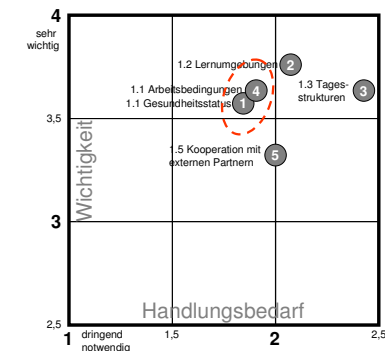 4
sehr
wichtig
1.2 Lernumgebungen 2
1.1 Arbeitsbedingungen 4
1.3 Tages-
strukturen 3
1.1 Gesundheitsstatus 1
3,5
1.5 Kooperation mit
externen Partnern 5
Wichtigkeit
3
Handlungsbedarf
2,5
1 dringend
notwendig
1,5
2
2,5